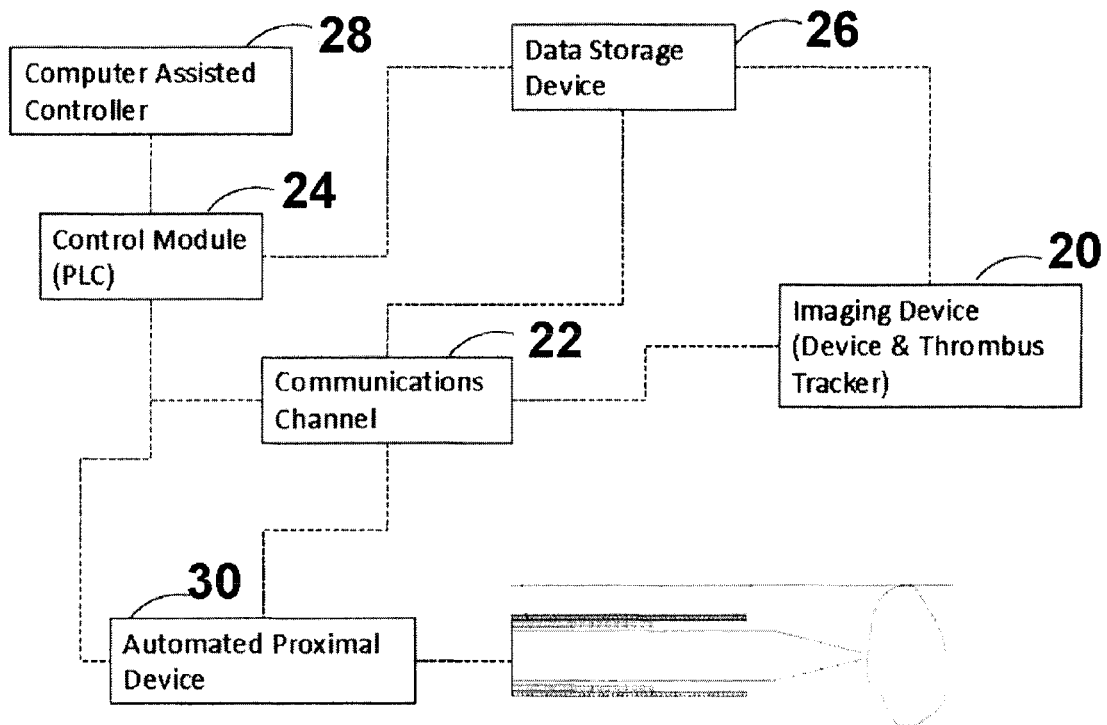 28
Computer Assisted
Controller
26
Data Storage
Device
24
Control Module
(PLC)
20
Imaging Device
(Device & Thrombus
Tracker)
22
Communications
Channel
30
Automated Proximal
Device